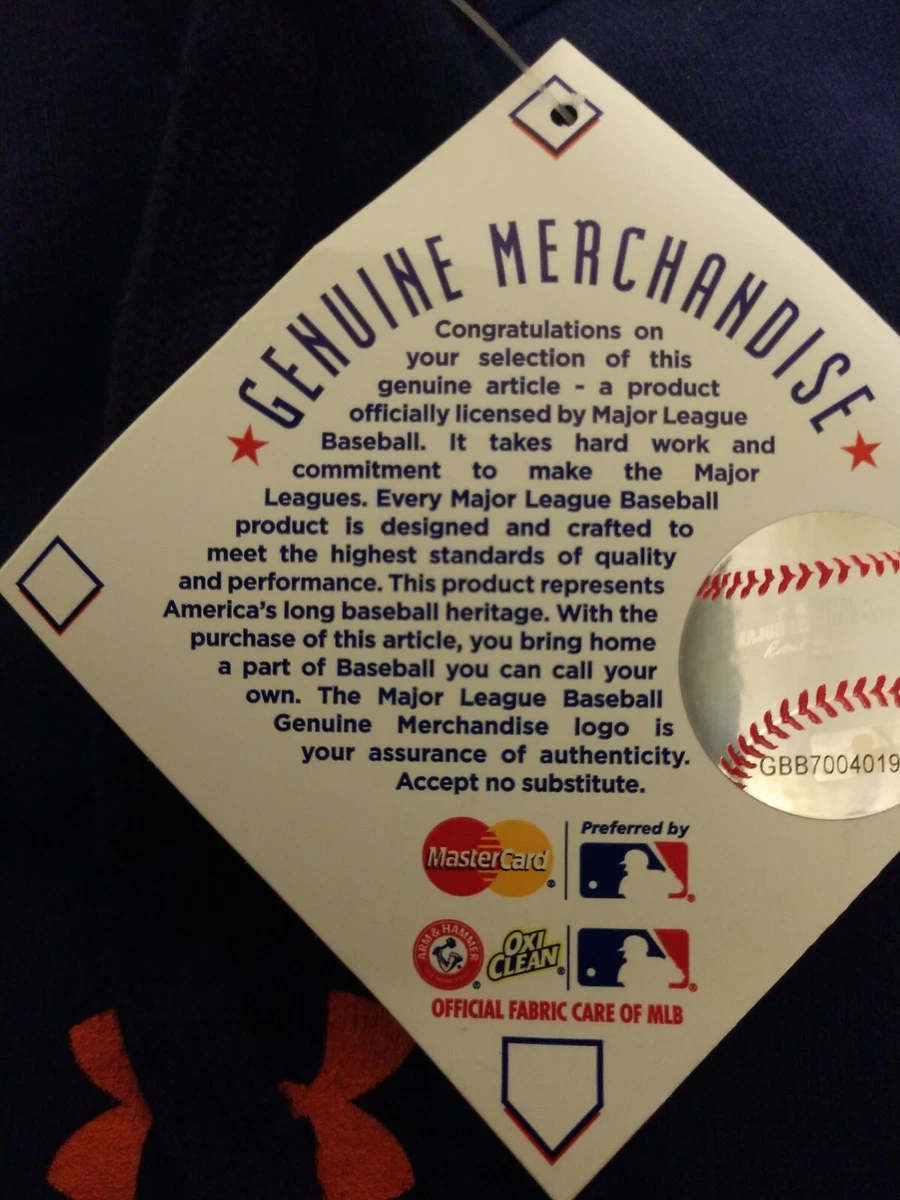 GENUINE MERCHANDISE
Congratulations on
your selection of this
genuine article - a product
officially licensed by Major League
Baseball. It takes hard work and
commitment to make the Major
Leagues. Every Major League Baseball
product is designed and crafted to
meet the highest standards of quality
and performance. This product represents
America's long baseball heritage. With the
purchase of this article, you bring home
a part of Baseball you can call your
own. The Major League Baseball
Genuine Merchandise logo is
your assurance of authenticity.
Accept no substitute.
GBB7004019
MasterCard®
Preferred by
ARM & HAMMER
OXI
CLEAN
OFFICIAL FABRIC CARE OF MLB